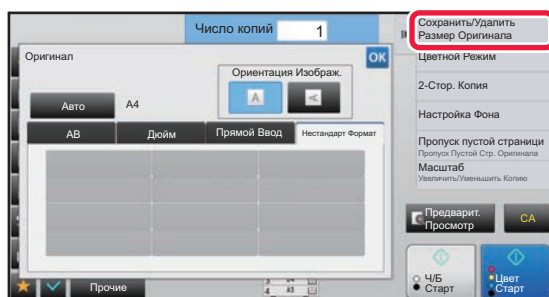 Число копий
1
Сохранить/Удалить
Размер Оригинала
Оригинал
OK
Цветной Режим
Ориентация Изображ.
2-Стор. Копия
A
A
Авто
A4
Настройка Фона
AB
Дюйм
Прямой Ввод
Нестандарт Формат
Пропуск пустой страници
Пропуск Пустой Стр. Оригинала
Масштаб
Увеличить/Уменьшить Копию
Предварит.
Просмотр
CA
Ч/Б
Старт
Цвет
Старт
Прочие
A3